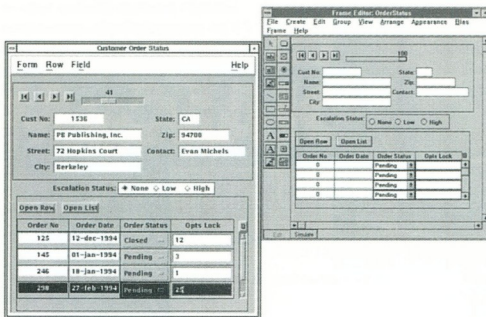 Customer Order Status
Form Row Field Help
41
Cust No: 1536 State: CA
Name: PB Publishing, Inc. Zip: 94708
Street: 72 Hopkins Court Contact: Evan Michels
City: Berkeley
Escalation Status: None Low High
Open Row Open List
Order No Order Date Order Status Opts Lock
125 12-dec-1994 Closed 12
145 01-jan-1994 Pending 3
246 18-jan-1994 Pending 1
298 27-feb-1994 Pending 25
Frame Editor: OrderStatus
File Create Edit Group View Arrange Appearance Bias
Frame Help
100
Cust No: State:
Name: Zip:
Street: Contact:
City:
Escalation Status: None Low High
Open Row Open List
Order No Order Date Order Status Opts Lock
0 Pending
0 Pending
0 Pending
0 Pending
Edit Simulate